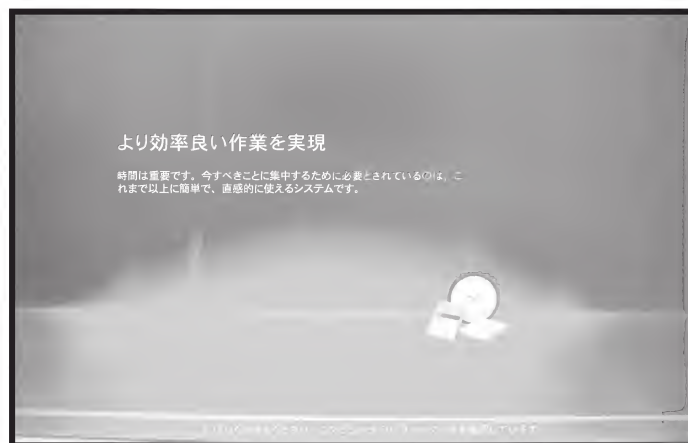 より効率良い作業を実現
時間は重要です。今すべきことに集中するために必要とされているのは、こ
れまで以上に簡単で、直感的に使えるシステムです。